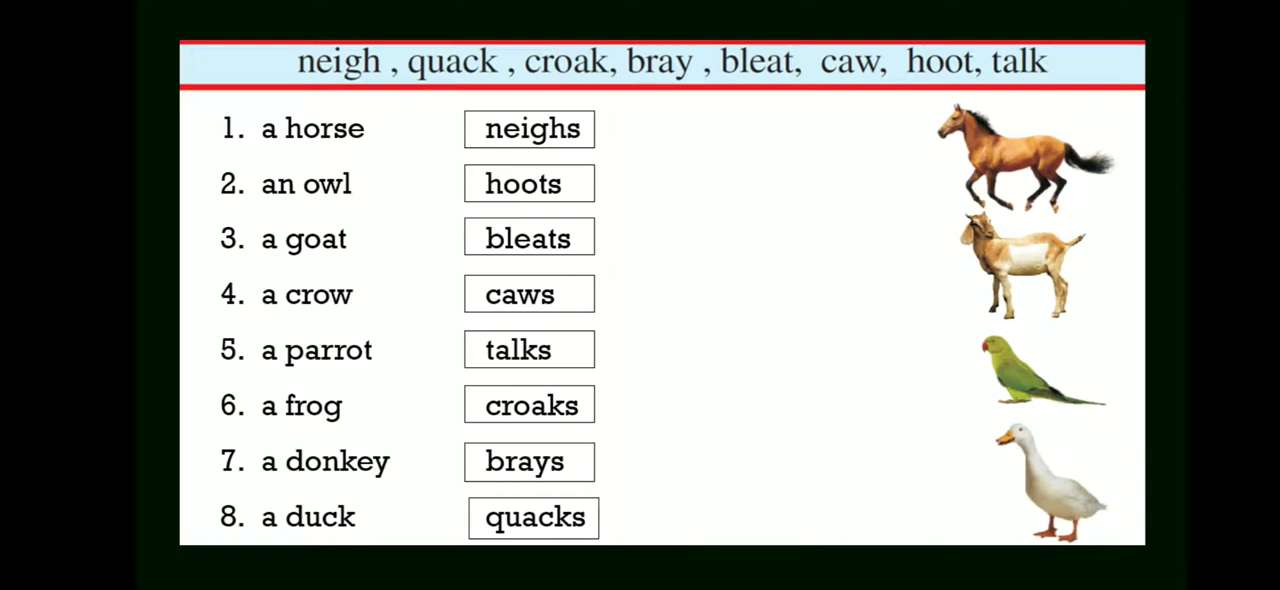 neigh , quack , croak, bray , bleat, caw, hoot, talk
1. a horse neighs
2. an owl hoots
3. a goat bleats
4. a crow caws
5. a parrot talks
6. a frog croaks
7. a donkey brays
8. a duck quacks